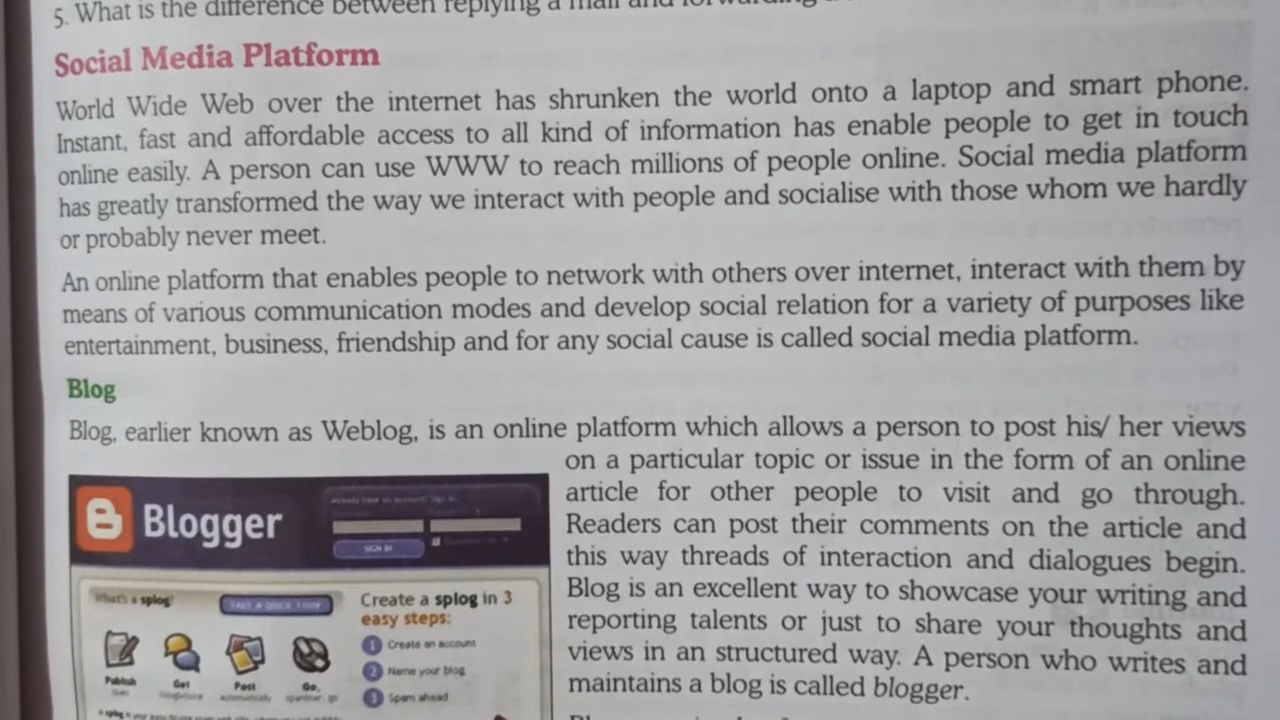 5. What is the difference between replying a mail and forwarding a
Social Media Platform
World Wide Web over the internet has shrunken the world onto a laptop and smart phone.
Instant, fast and affordable access to all kind of information has enable people to get in touch
online easily. A person can use WWW to reach millions of people online. Social media platform
has greatly transformed the way we interact with people and socialise with those whom we hardly
or probably never meet.
An online platform that enables people to network with others over internet, interact with them by
means of various communication modes and develop social relation for a variety of purposes like
entertainment, business, friendship and for any social cause is called social media platform.
Blog
Blog, earlier known as Weblog, is an online platform which allows a person to post his/ her views
on a particular topic or issue in the form of an online
article for other people to visit and go through.
Readers can post their comments on the article and
this way threads of interaction and dialogues begin.
Blog is an excellent way to showcase your writing and
reporting talents or just to share your thoughts and
views in an structured way. A person who writes and
maintains a blog is called blogger.
Blogger
SIGN IN
What's a splog?
TAKE A QUICK TOUR
Create a splog in 3
easy steps:
1 Create an account
2 Name your blog
3 Spam ahead
Publish
Get
Post
Go,